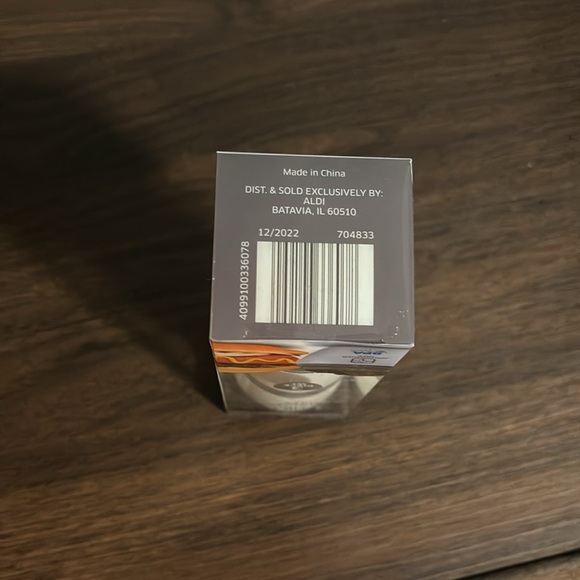 Made in China
DIST. & SOLD EXCLUSIVELY BY:
ALDI
BATAVIA, IL 60510
12/2022 704833
4099100336078